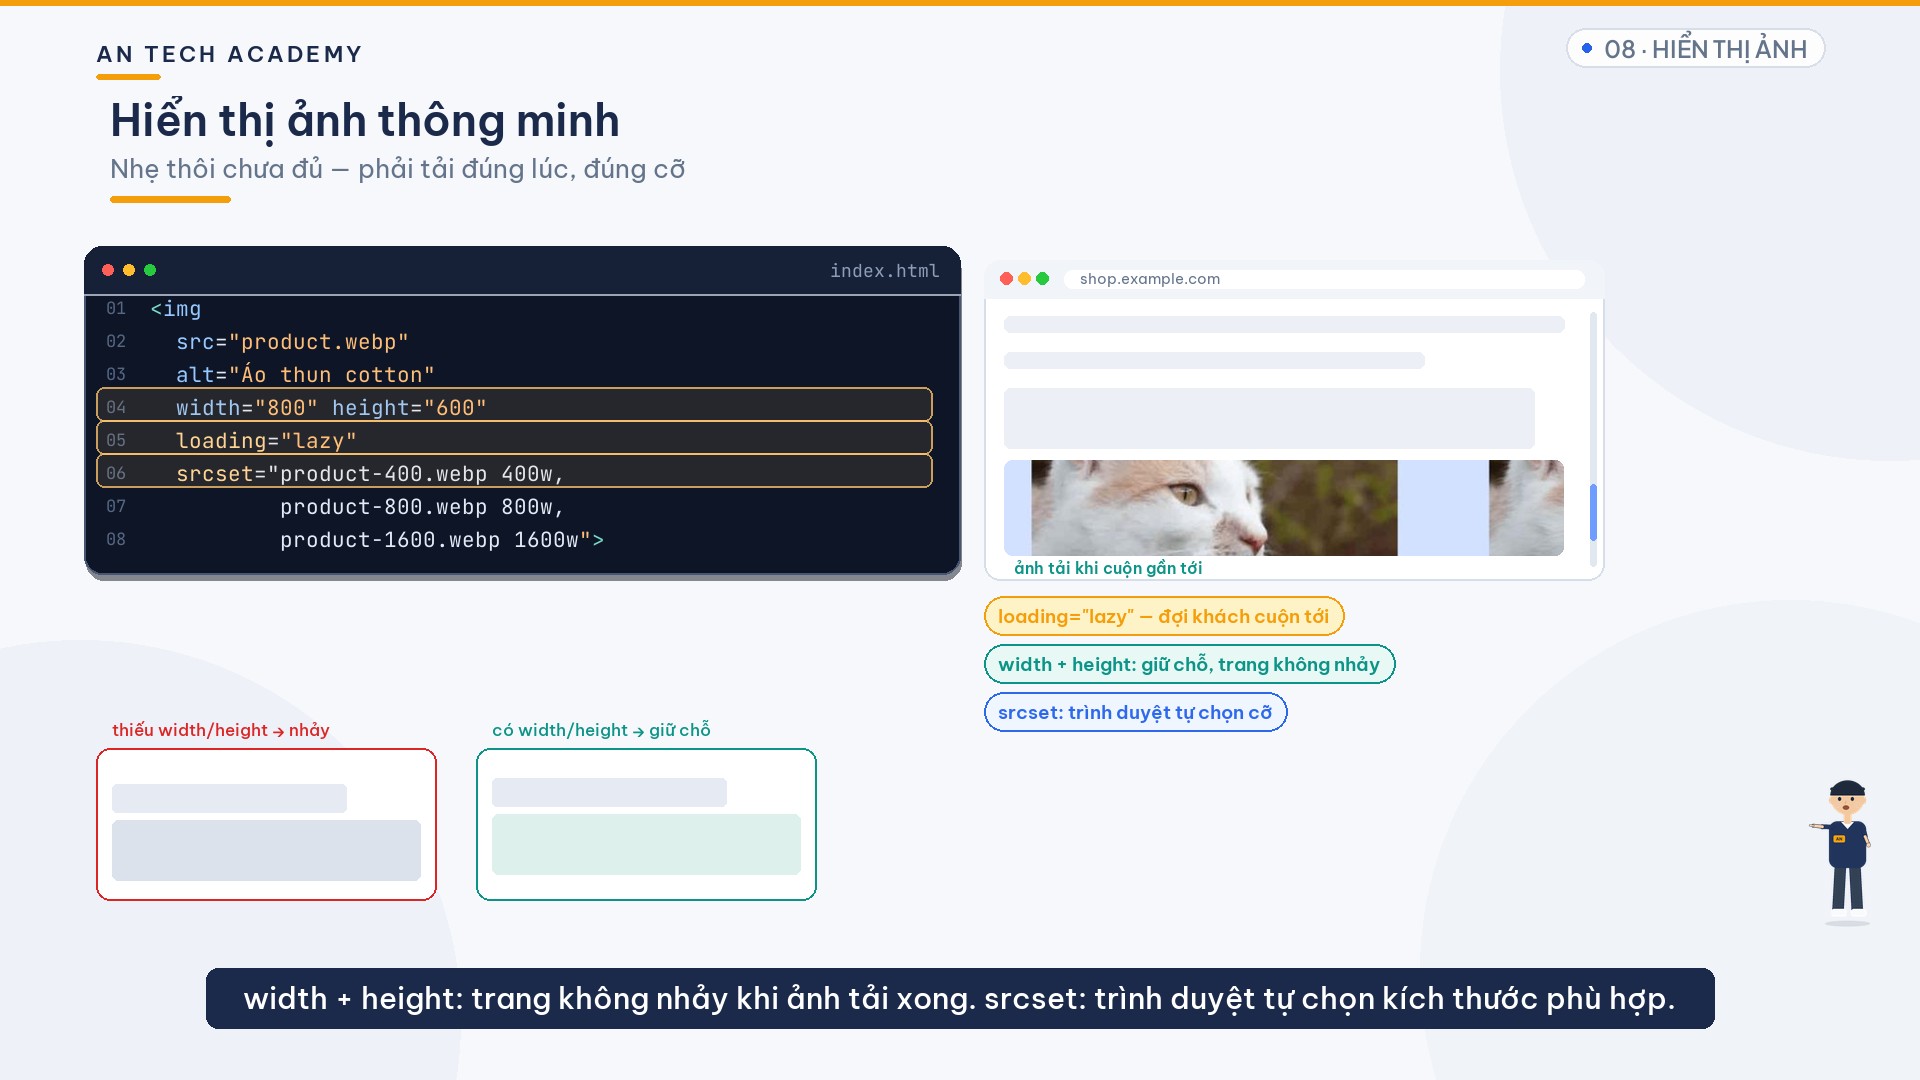 AN TECH ACADEMY
08 · HIỂN THỊ ẢNH
Hiển thị ảnh thông minh
Nhẹ thôi chưa đủ — phải tải đúng lúc, đúng cỡ
index.html
01 <img
02 src="product.webp"
03 alt="Áo thun cotton"
04 width="800" height="600"
05 loading="lazy"
06 srcset="product-400.webp 400w,
07 product-800.webp 800w,
08 product-1600.webp 1600w">
shop.example.com
ảnh tải khi cuộn gần tới
loading="lazy" — đợi khách cuộn tới
width + height: giữ chỗ, trang không nhảy
srcset: trình duyệt tự chọn cỡ
thiếu width/height → nhảy
có width/height → giữ chỗ
AN
width + height: trang không nhảy khi ảnh tải xong. srcset: trình duyệt tự chọn kích thước phù hợp.